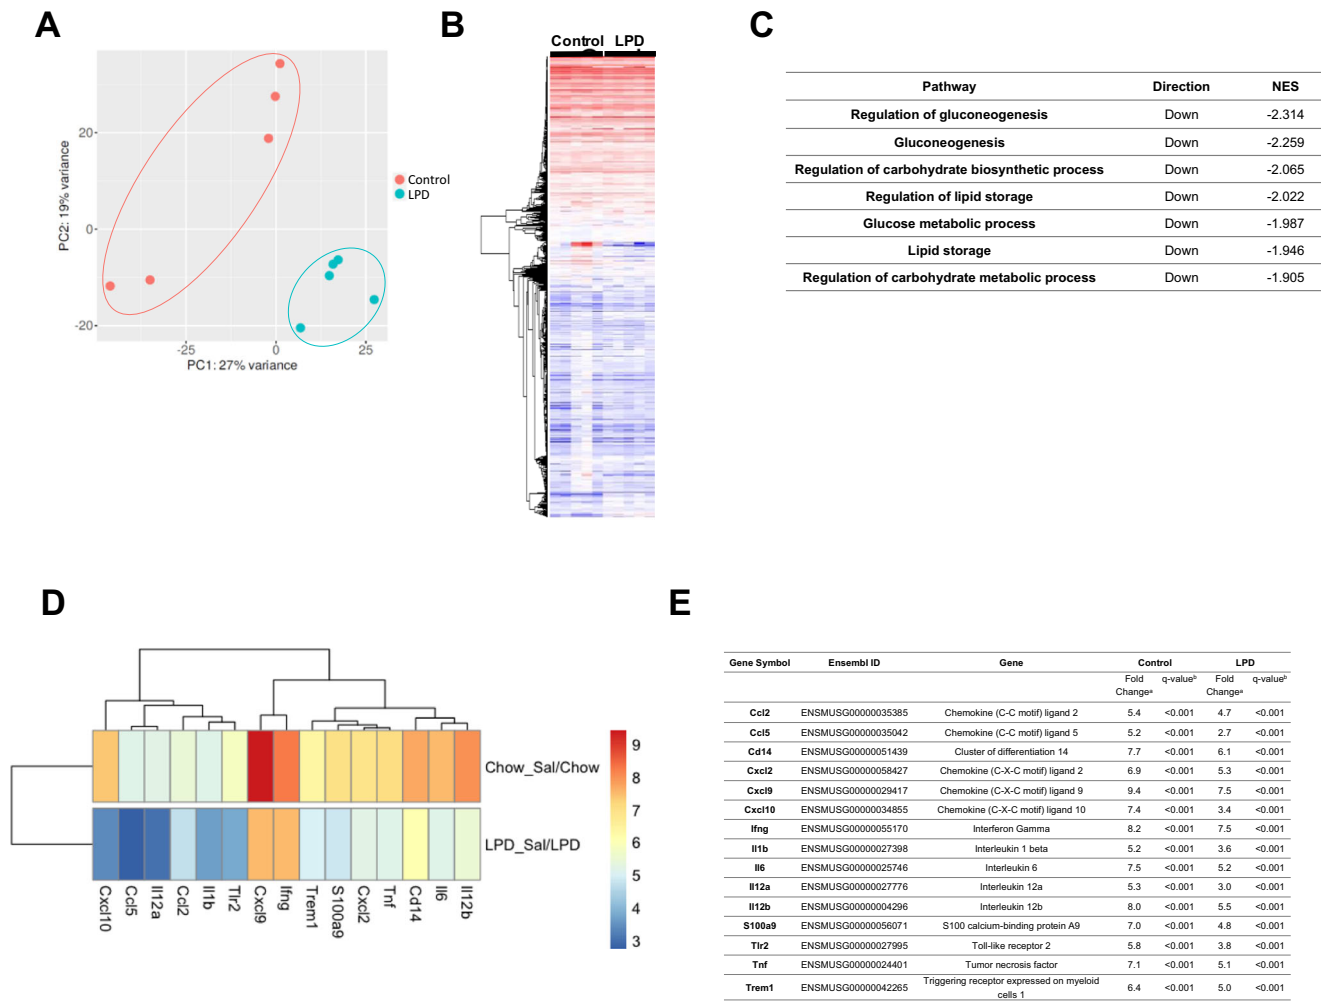 A
20
0
-20
-25
0
25
PC2: 19% variance
PC1: 27% variance
Control
LPD
B
Control LPD
C
Pathway Direction NES
Regulation of gluconeogenesis Down -2.314
Gluconeogenesis Down -2.259
Regulation of carbohydrate biosynthetic process Down -2.065
Regulation of lipid storage Down -2.022
Glucose metabolic process Down -1.987
Lipid storage Down -1.946
Regulation of carbohydrate metabolic process Down -1.905
D
Chow_Sal/Chow
LPD_Sal/LPD
Cxcl10
Ccl5
Il12a
Ccl2
Il1b
Tlr2
Cxcl9
Ifng
Trem1
S100a9
Cxcl2
Tnf
Cd14
Il6
Il12b
9
8
7
6
5
4
3
E
Gene Symbol Ensembl ID Gene Control LPD
Fold q-valueᵇ Fold q-valueᵇ
Changeᵃ Changeᵃ
Ccl2 ENSMUSG00000035385 Chemokine (C-C motif) ligand 2 5.4 <0.001 4.7 <0.001
Ccl5 ENSMUSG00000035042 Chemokine (C-C motif) ligand 5 5.2 <0.001 2.7 <0.001
Cd14 ENSMUSG00000051439 Cluster of differentiation 14 7.7 <0.001 6.1 <0.001
Cxcl2 ENSMUSG00000058427 Chemokine (C-X-C motif) ligand 2 6.9 <0.001 5.3 <0.001
Cxcl9 ENSMUSG00000029417 Chemokine (C-X-C motif) ligand 9 9.4 <0.001 7.5 <0.001
Cxcl10 ENSMUSG00000034855 Chemokine (C-X-C motif) ligand 10 7.4 <0.001 3.4 <0.001
Ifng ENSMUSG00000055170 Interferon Gamma 8.2 <0.001 7.5 <0.001
Il1b ENSMUSG00000027398 Interleukin 1 beta 5.2 <0.001 3.6 <0.001
Il6 ENSMUSG00000025746 Interleukin 6 7.5 <0.001 5.2 <0.001
Il12a ENSMUSG00000027776 Interleukin 12a 5.3 <0.001 3.0 <0.001
Il12b ENSMUSG00000004296 Interleukin 12b 8.0 <0.001 5.5 <0.001
S100a9 ENSMUSG00000056071 S100 calcium-binding protein A9 7.0 <0.001 4.8 <0.001
Tlr2 ENSMUSG00000027995 Toll-like receptor 2 5.8 <0.001 3.8 <0.001
Tnf ENSMUSG00000024401 Tumor necrosis factor 7.1 <0.001 5.1 <0.001
Trem1 ENSMUSG00000042265 Triggering receptor expressed on myeloid 6.4 <0.001 5.0 <0.001
cells 1